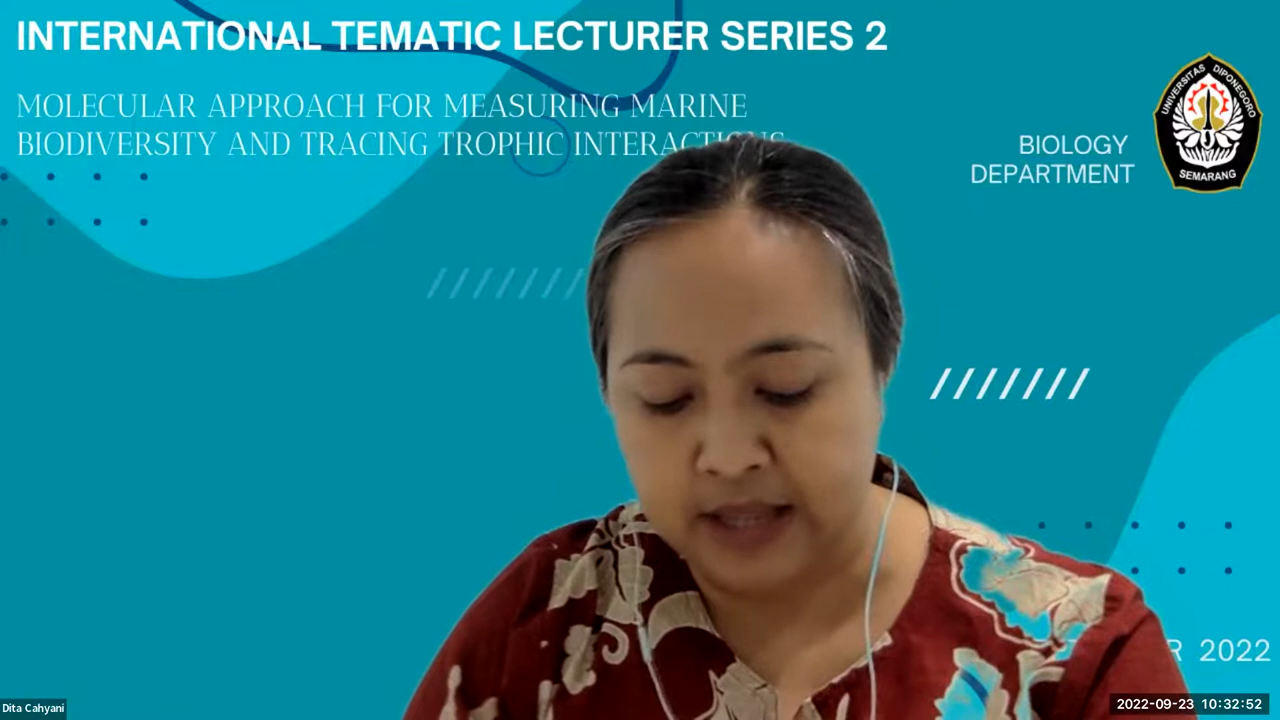 INTERNATIONAL TEMATIC LECTURER SERIES 2
MOLECULAR APPROACH FOR MEASURING MARINE
BIODIVERSITY AND TRACING TROPHIC INTERACTIONS
BIOLOGY
DEPARTMENT
UNIVERSITAS DIPONEGORO
SEMARANG
R 2022
Dita Cahyani
2022-09-23 10:32:52